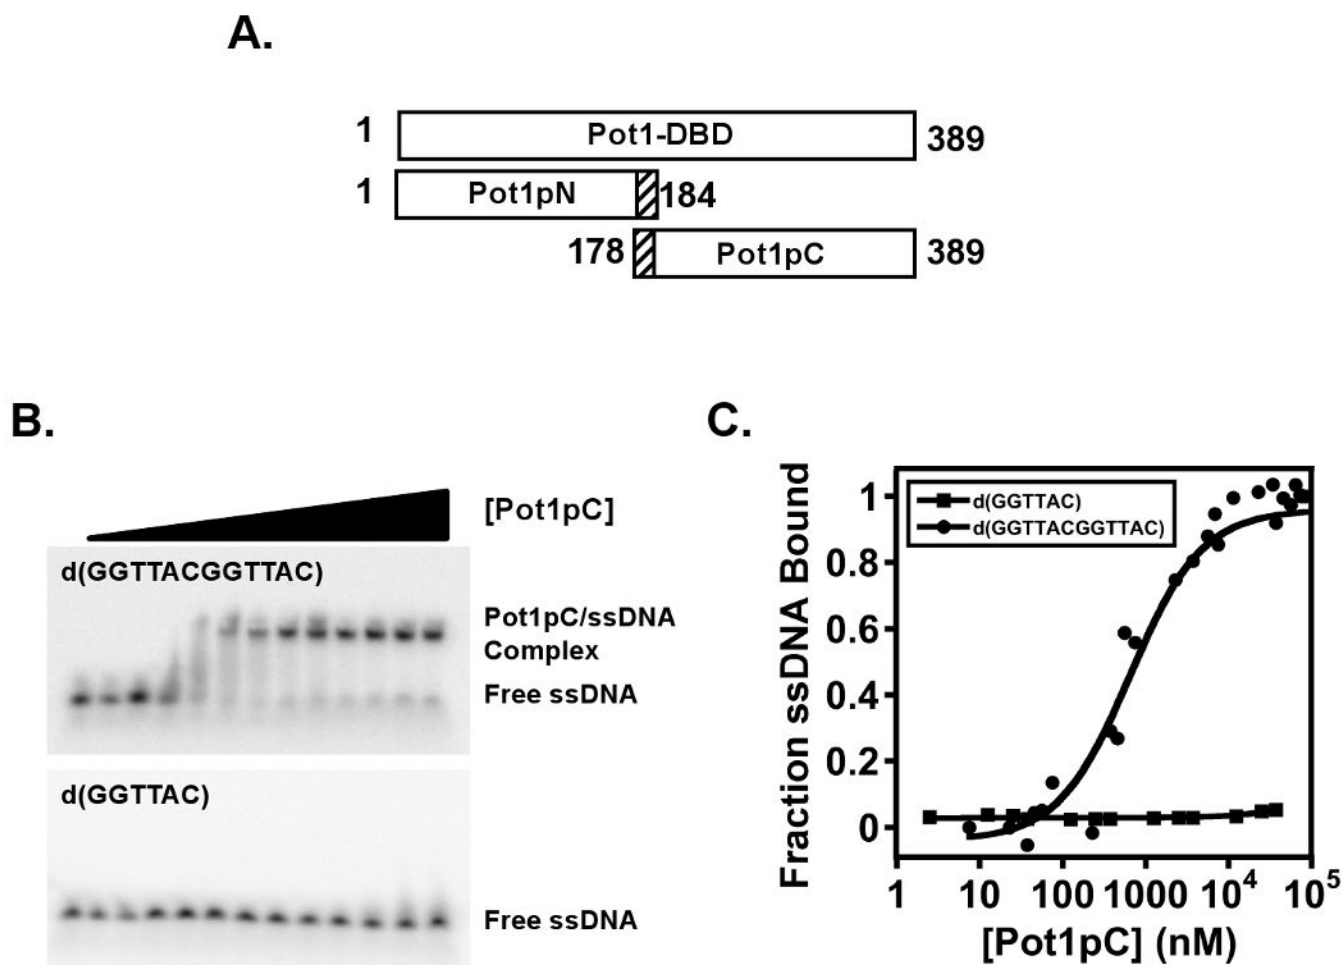 A.
1 Pot1-DBD 389
1 Pot1pN 184
178 Pot1pC 389
B.
[Pot1pC]
d(GGTTACGGTTAC)
Pot1pC/ssDNA
Complex
Free ssDNA
d(GGTTAC)
Free ssDNA
C.
Fraction ssDNA Bound
1
0.8
0.6
0.4
0.2
0
d(GGTTAC)
d(GGTTACGGTTAC)
1 10 100 1000 10⁴ 10⁵
[Pot1pC] (nM)